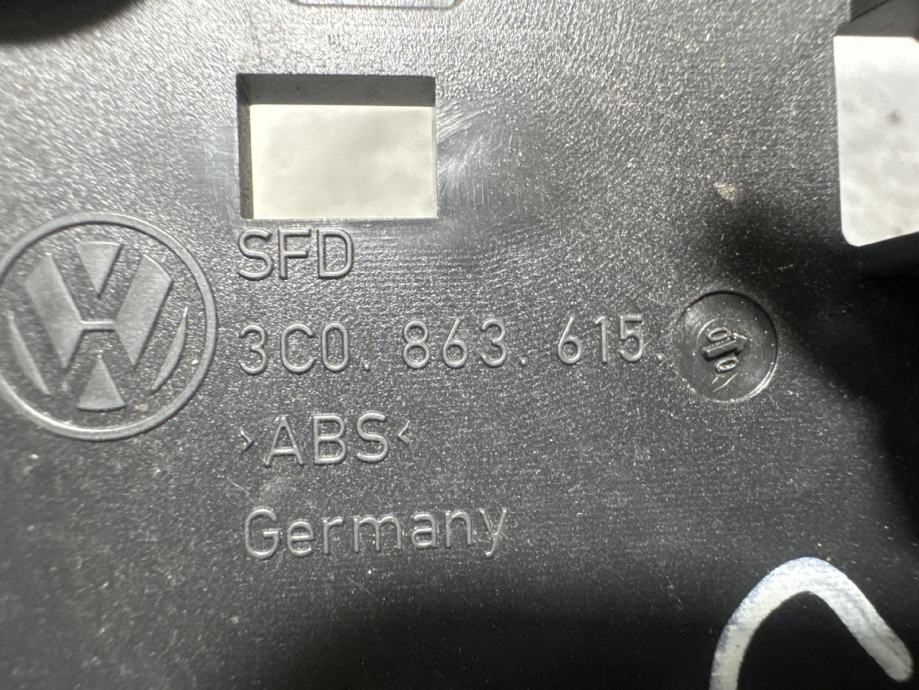 SFD
3C0. 863. 615.
>ABS<
Germany